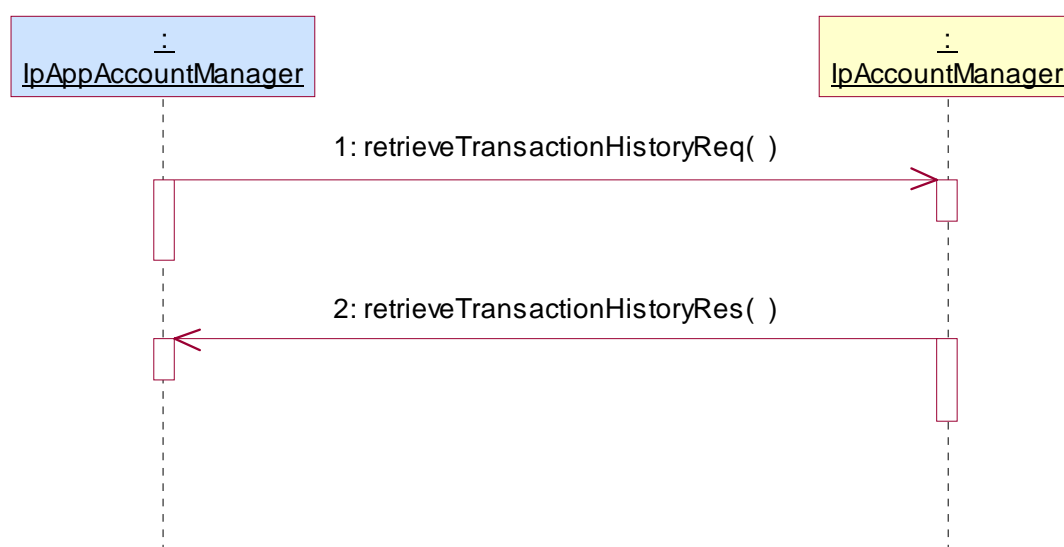 :
IpAppAccountManager
:
IpAccountManager
1: retrieveTransactionHistoryReq( )
2: retrieveTransactionHistoryRes( )